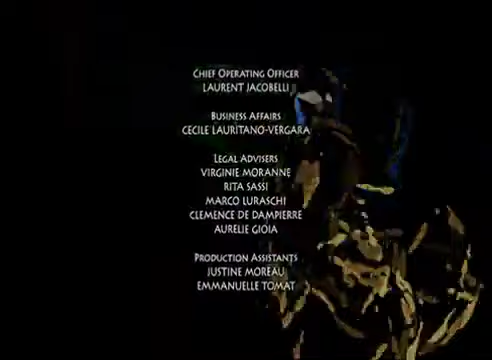 Chief Operating Officer
LAURENT JACOBELLI
Business Affairs
CECILE LAURITANO-VERGARA
Legal Advisers
VIRGINIE MORANNE
RITA SASSI
MARCO LURASCHI
CLEMENCE DE DAMPIERRE
AURELIE GIOIA
Production Assistants
JUSTINE MOREAU
EMMANUELLE TOMAT